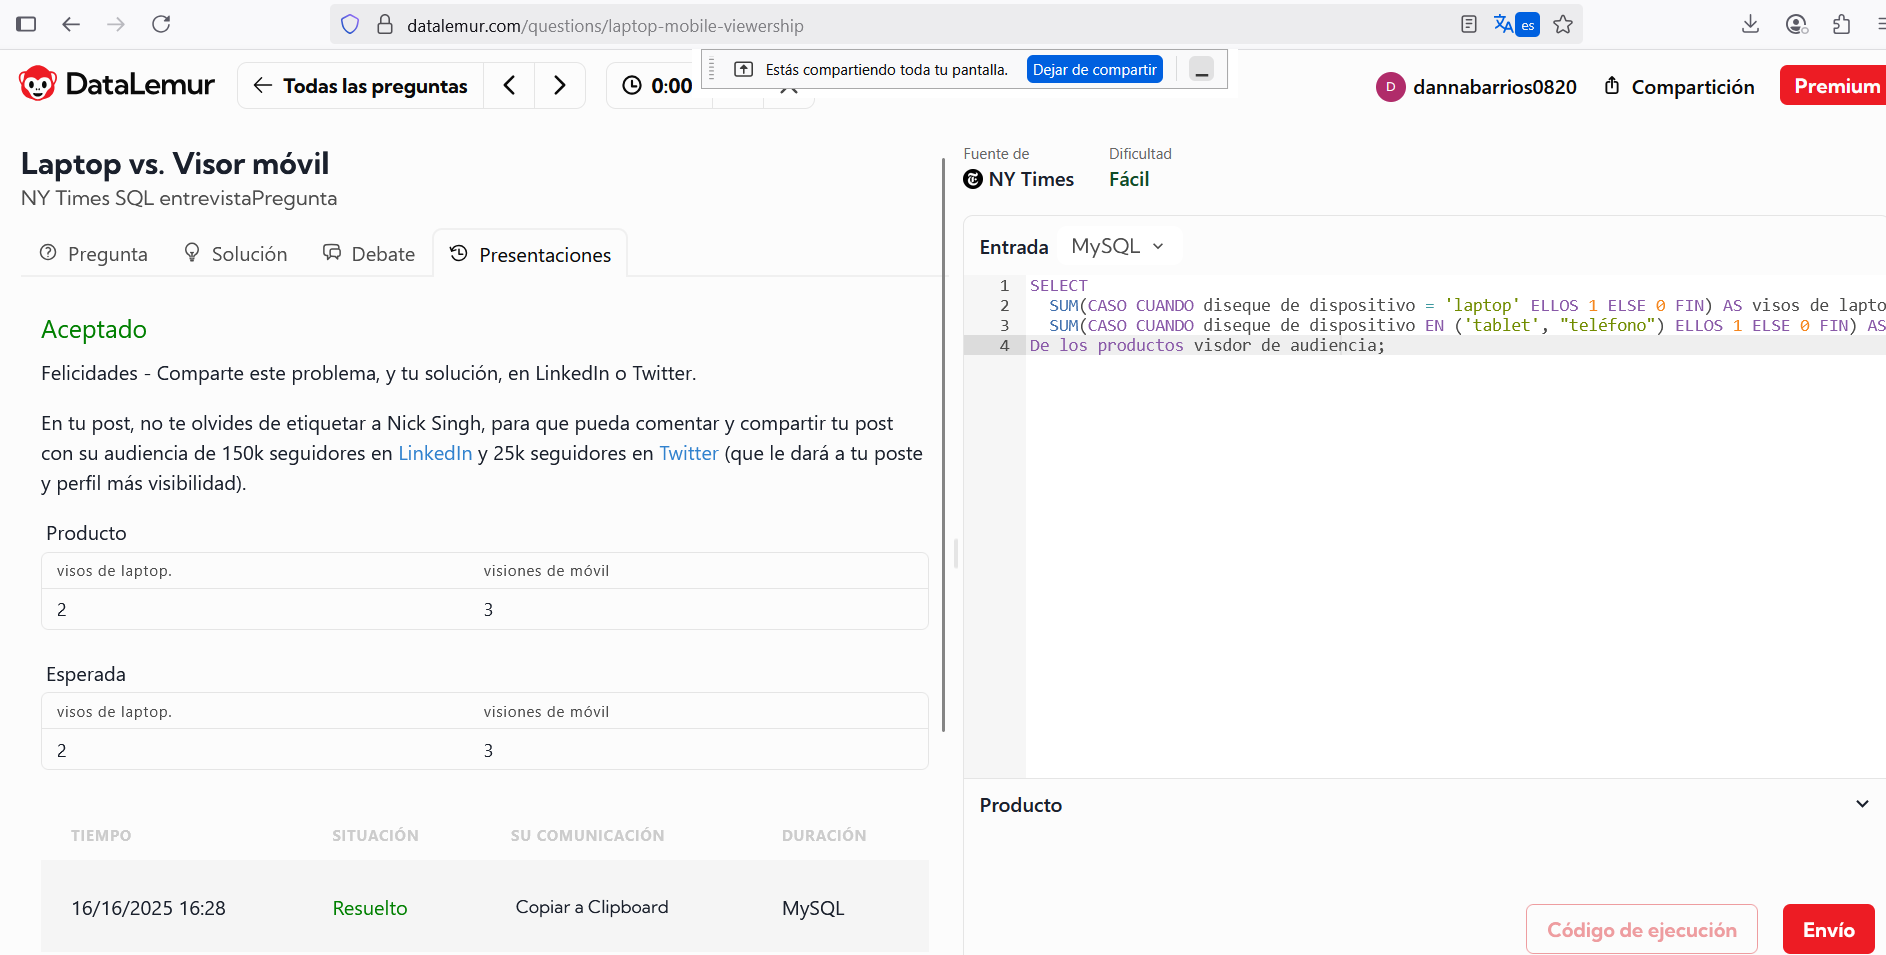 datalemur.com/questions/laptop-mobile-viewership
es
Estás compartiendo toda tu pantalla.
Dejar de compartir
DataLemur
Todas las preguntas
0:00
D
dannabarrios0820
Compartición
Premium
Laptop vs. Visor móvil
NY Times SQL entrevistaPregunta
Pregunta
Solución
Debate
Presentaciones
Aceptado
Felicidades - Comparte este problema, y tu solución, en LinkedIn o Twitter.
En tu post, no te olvides de etiquetar a Nick Singh, para que pueda comentar y compartir tu post
con su audiencia de 150k seguidores en LinkedIn y 25k seguidores en Twitter (que le dará a tu poste
y perfil más visibilidad).
Producto
visos de laptop. visiones de móvil
2 3
Esperada
visos de laptop. visiones de móvil
2 3
TIEMPO SITUACIÓN SU COMUNICACIÓN DURACIÓN
16/16/2025 16:28 Resuelto Copiar a Clipboard MySQL
Fuente de
NY Times
Dificultad
Fácil
Entrada MySQL
1 SELECT
2 SUM(CASO CUANDO diseque de dispositivo = 'laptop' ELLOS 1 ELSE 0 FIN) AS visos de lapto
3 SUM(CASO CUANDO diseque de dispositivo EN ('tablet', "teléfono") ELLOS 1 ELSE 0 FIN) AS
4 De los productos visdor de audiencia;
Producto
Código de ejecución
Envío